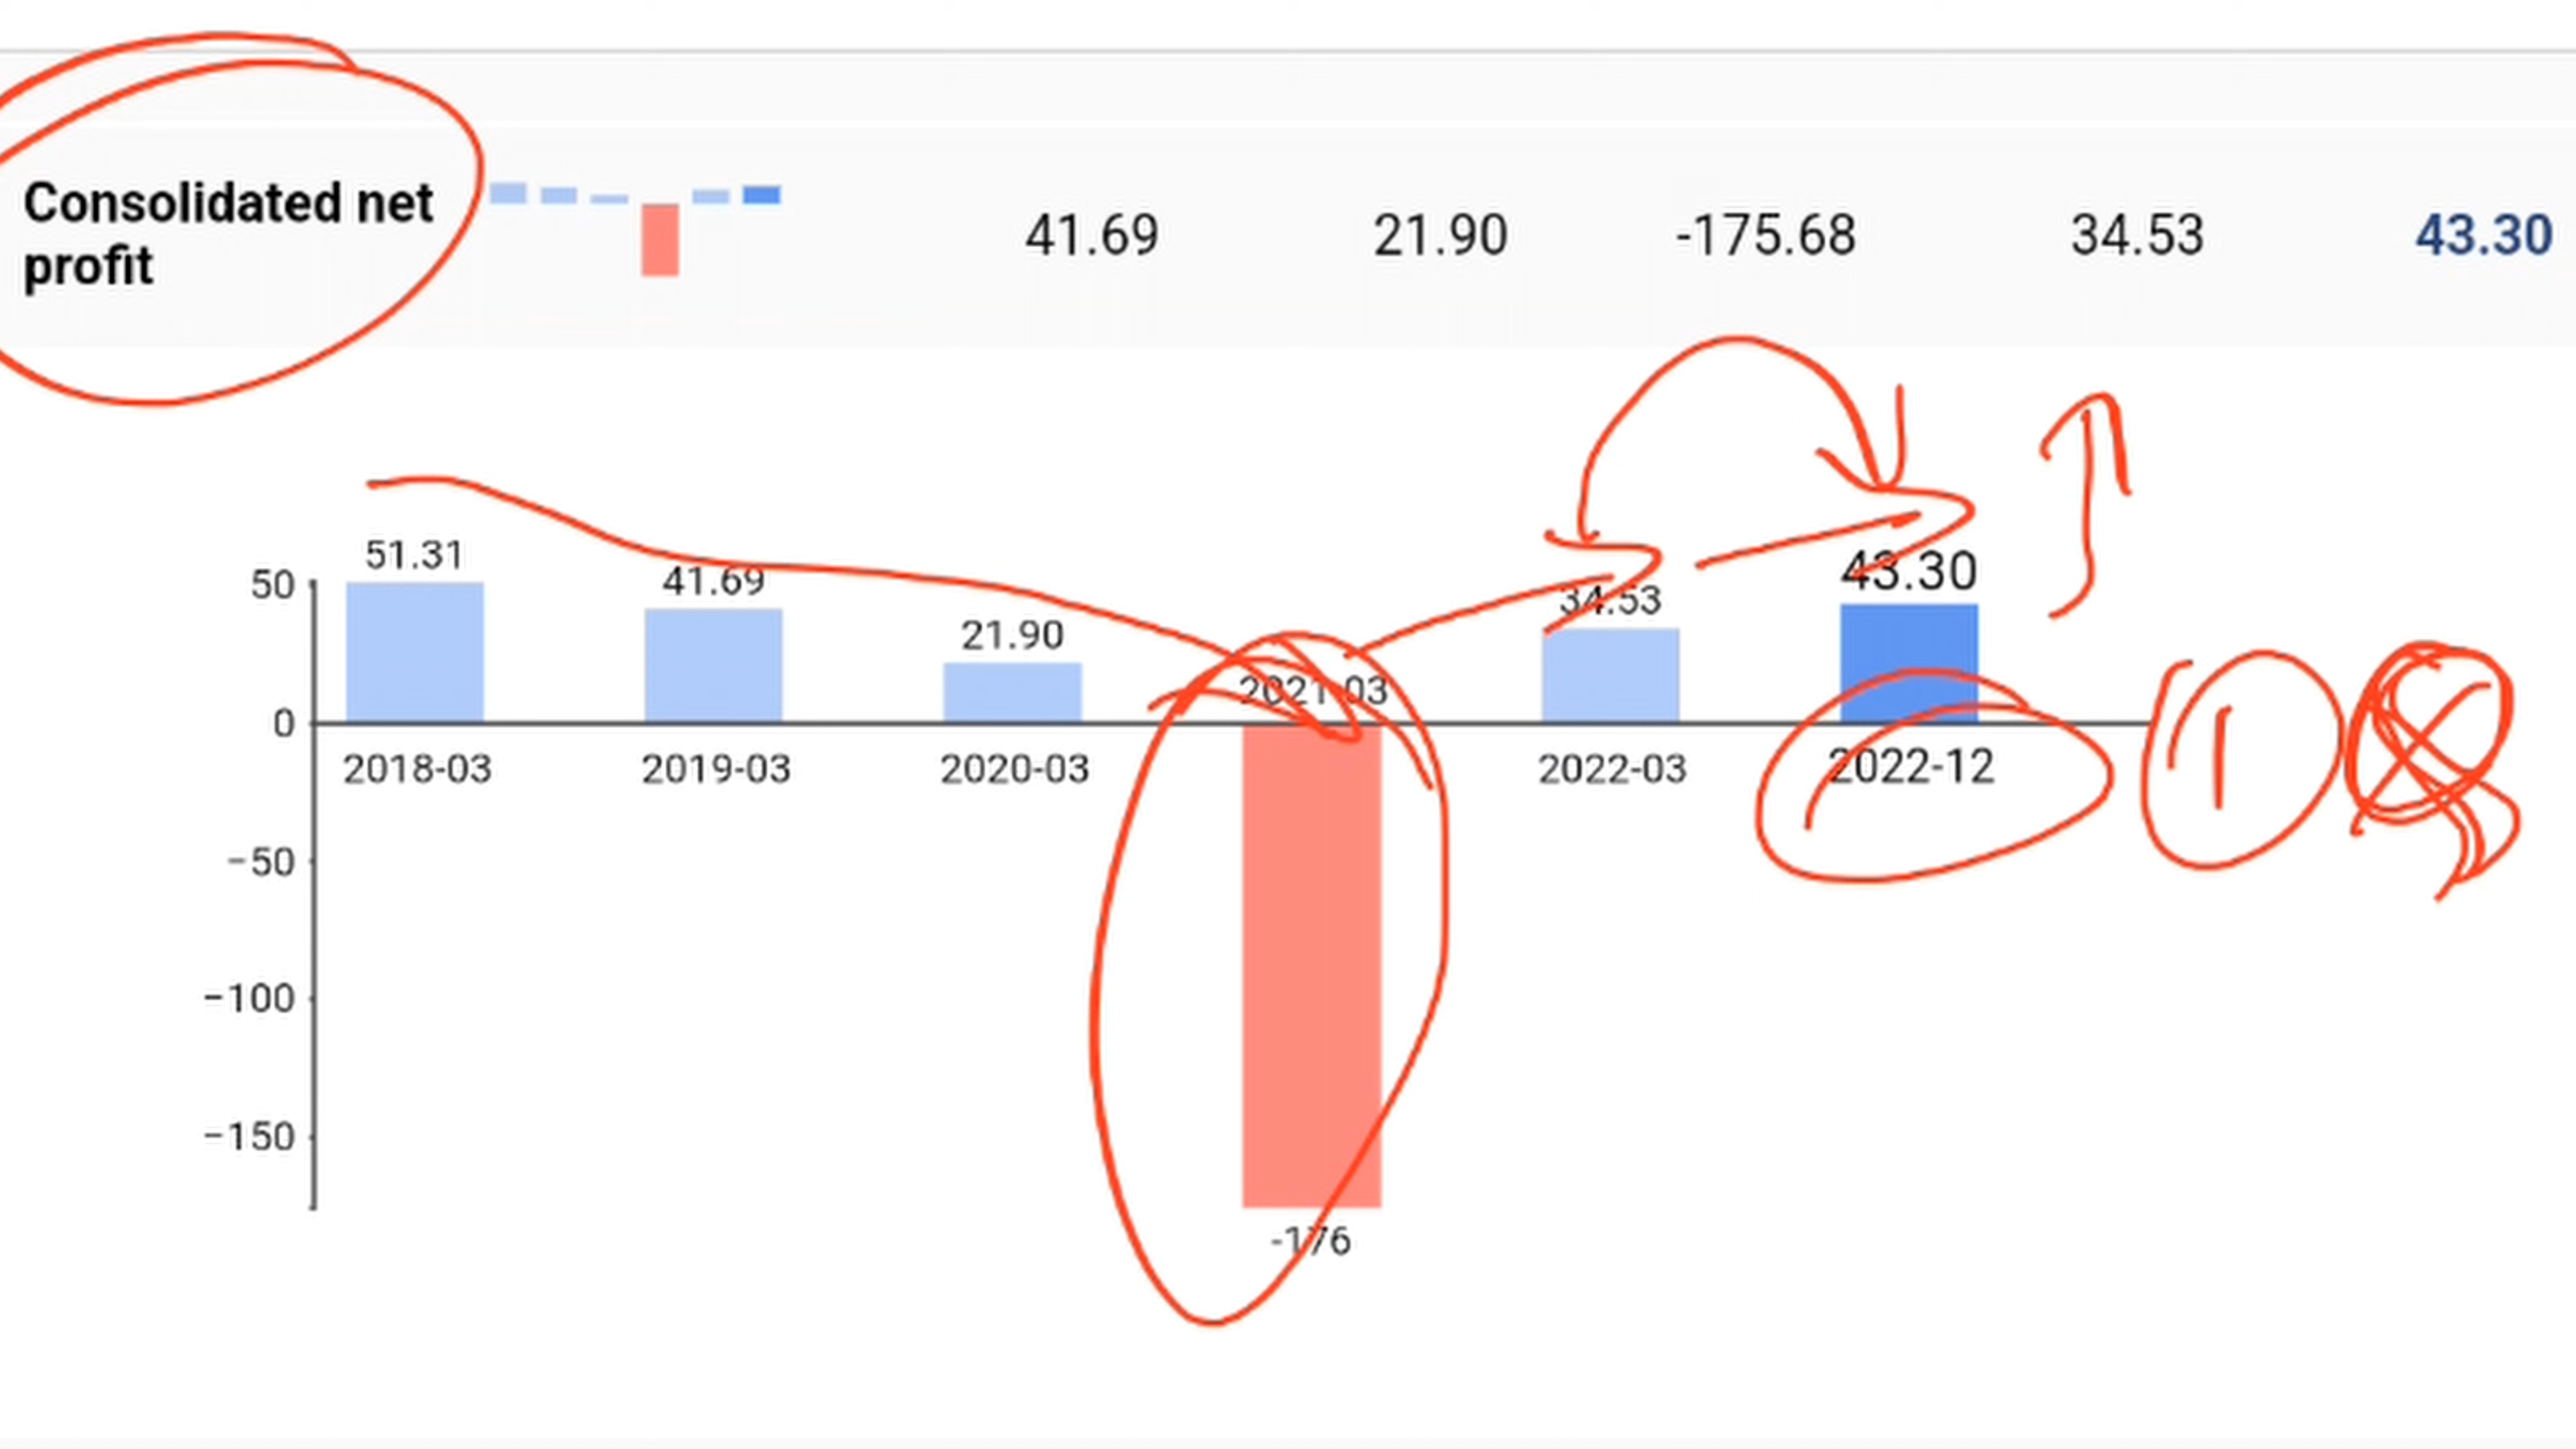 Consolidated net
profit
41.69 21.90 -175.68 34.53 43.30
51.31 41.69 21.90 2021-03 34.53 43.30
50
0
2018-03 2019-03 2020-03 2022-03 2022-12
−50
−100
−150
-176
1